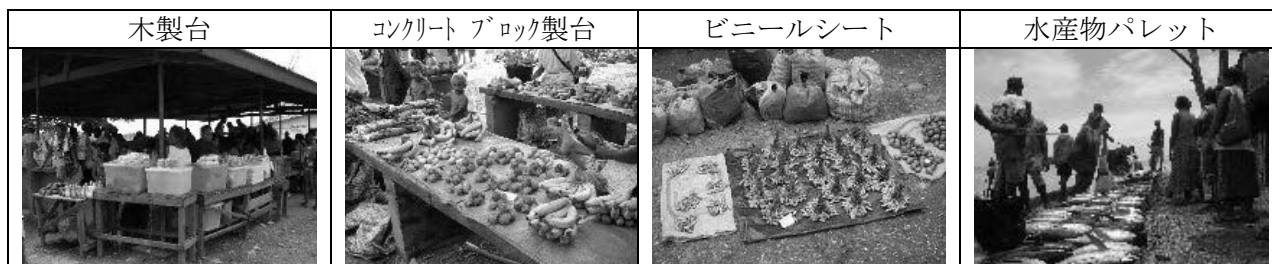 木製台
ｺﾝｸﾘｰﾄ ﾌﾞﾛｯｸ製台
ビニールシート
水産物パレット